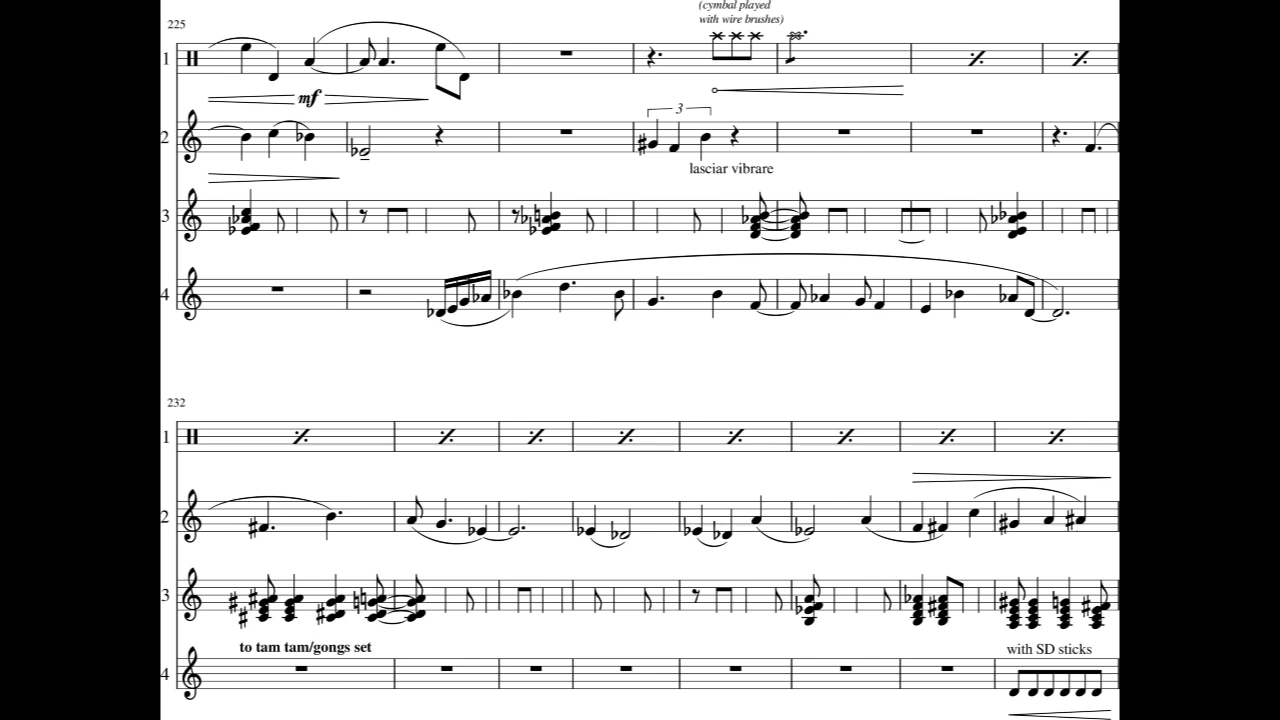 (cymbal played
with wire brushes)
225
1
mf
2
3
lasciar vibrare
3
4
232
1
2
3
to tam tam/gongs set
with SD sticks
4